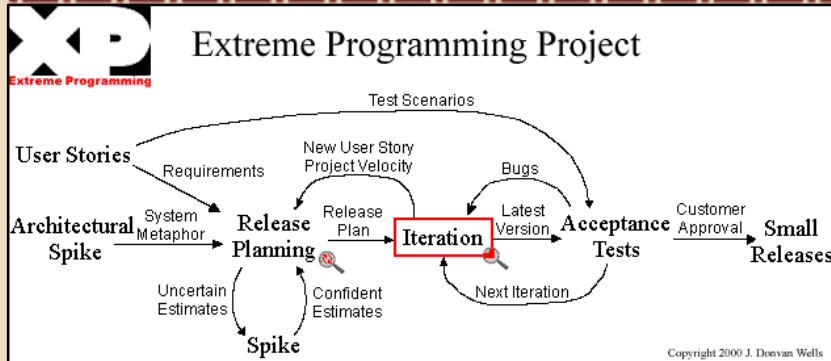 XP
Extreme Programming
Extreme Programming Project
Test Scenarios
User Stories
Requirements
New User Story
Project Velocity
Bugs
Architectural
Spike
System
Metaphor
Release
Planning
Release
Plan
Iteration
Latest
Version
Acceptance
Tests
Customer
Approval
Small
Releases
Uncertain
Estimates
Confident
Estimates
Next Iteration
Spike
Copyright 2000 J. Donvan Wells